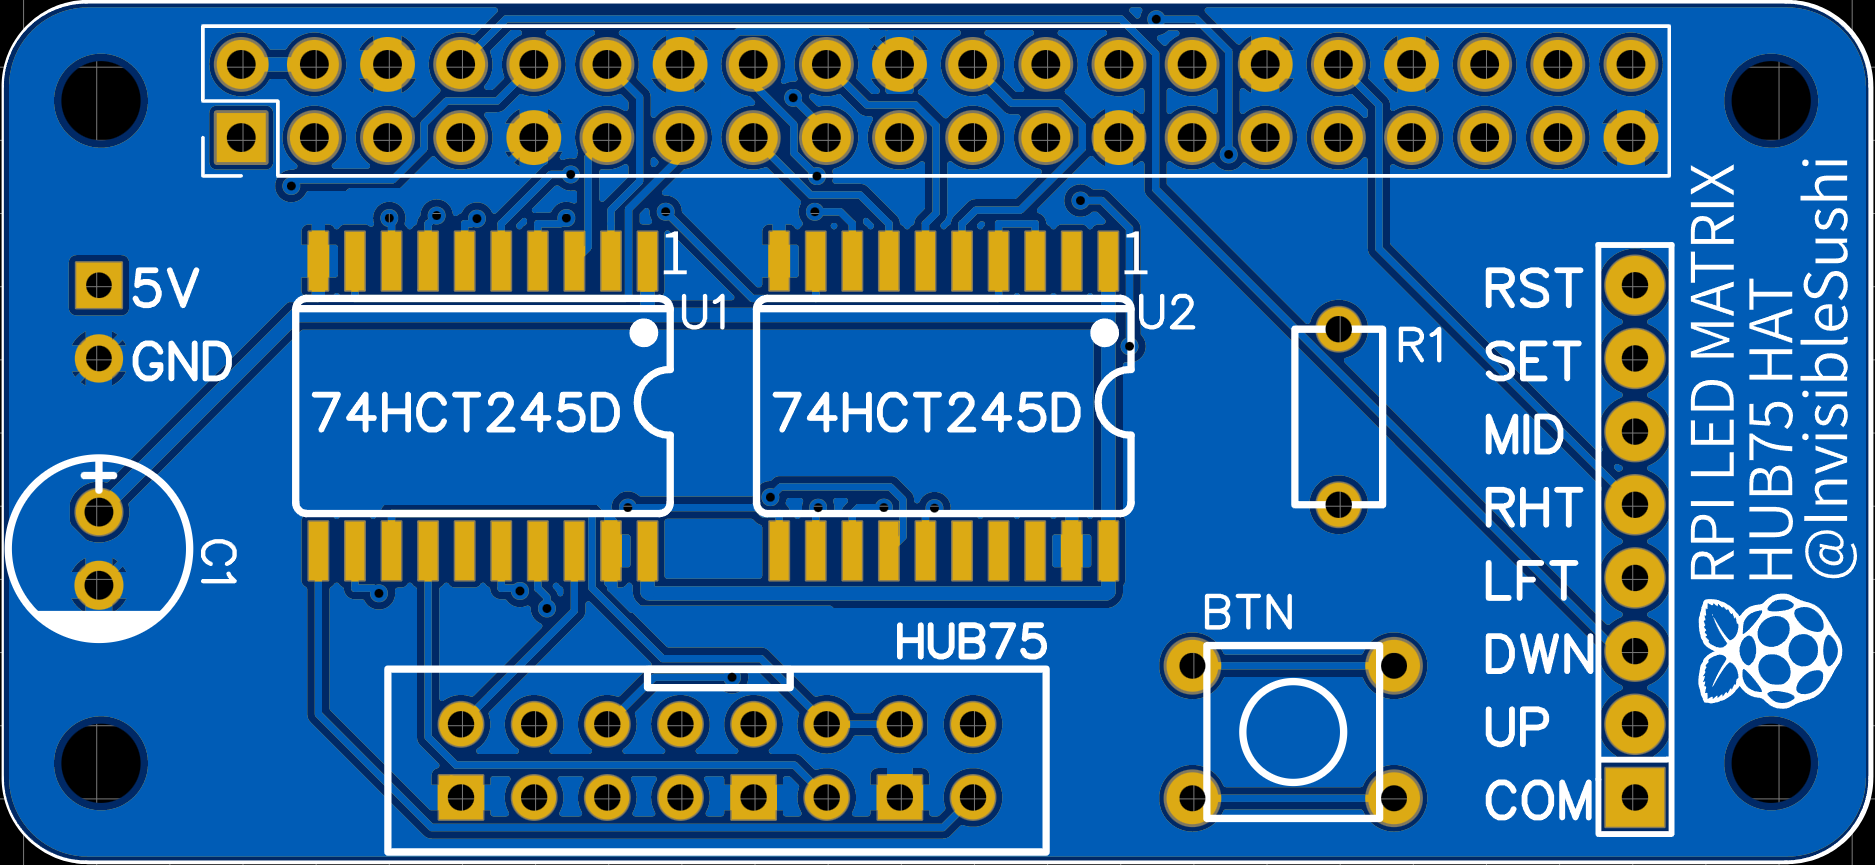 1
1
5V
U1
U2
GND
R1
74HCT245D
74HCT245D
+
C1
HUB75
BTN
RST
SET
MID
RHT
LFT
DWN
UP
COM
RPI LED MATRIX
HUB75 HAT
@InvisibleSushi